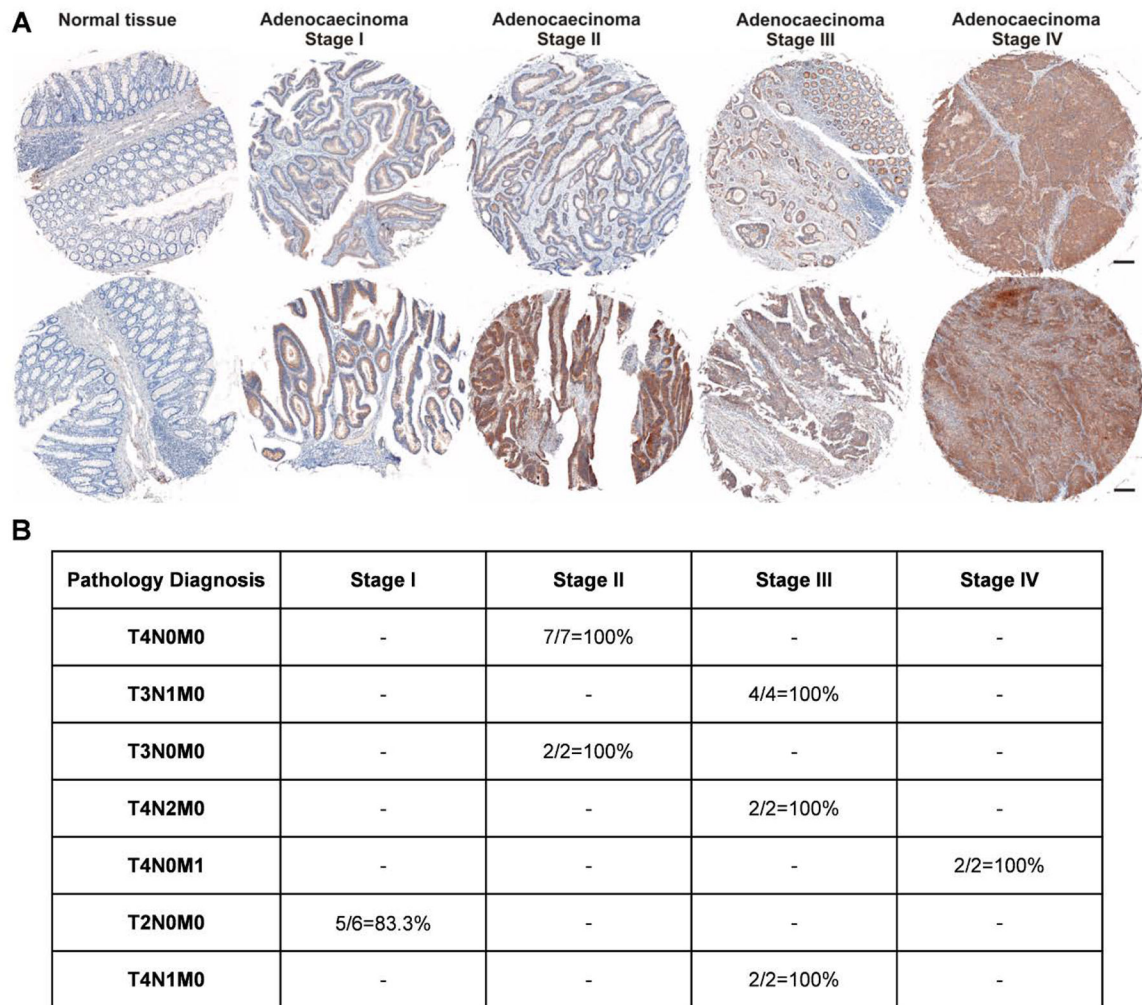 A
Normal tissue
Adenocaecinoma
Stage I
Adenocaecinoma
Stage II
Adenocaecinoma
Stage III
Adenocaecinoma
Stage IV
B
Pathology Diagnosis Stage I Stage II Stage III Stage IV
T4N0M0 - 7/7=100% - -
T3N1M0 - - 4/4=100% -
T3N0M0 - 2/2=100% - -
T4N2M0 - - 2/2=100% -
T4N0M1 - - - 2/2=100%
T2N0M0 5/6=83.3% - - -
T4N1M0 - - 2/2=100% -